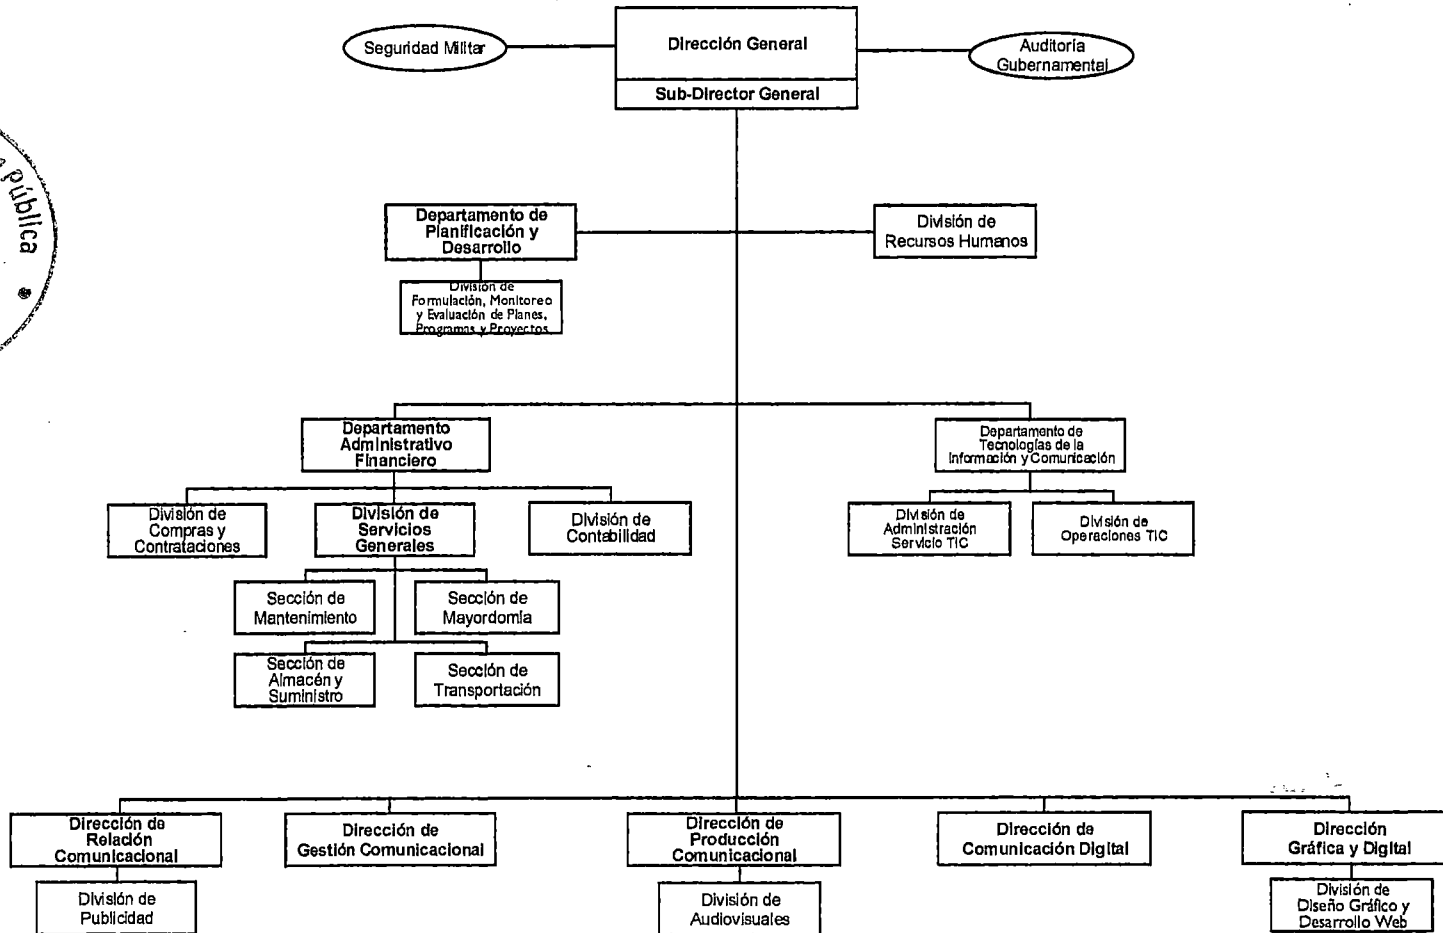 Seguridad Militar
Dirección General
Auditoría
Gubernamental
Sub-Director General
Pública
Departamento de
Planificación y
Desarrollo
División de
Recursos Humanos
División de
Formulación, Monitoreo
y Evaluación de Planes,
Programas y Proyectos
Departamento
Administrativo
Financiero
Departamento de
Tecnologías de la
Información y Comunicación
División de
Compras y
Contrataciones
División de
Servicios
Generales
División de
Contabilidad
División de
Administración
Servicio TIC
División de
Operaciones TIC
Sección de
Mantenimiento
Sección de
Mayordomía
Sección de
Almacén y
Suministro
Sección de
Transportación
Dirección de
Relación
Comunicacional
Dirección de
Gestión Comunicacional
Dirección de
Producción
Comunicacional
Dirección de
Comunicación Digital
Dirección
Gráfica y Digital
División de
Publicidad
División de
Audiovisuales
División de
Diseño Gráfico y
Desarrollo Web